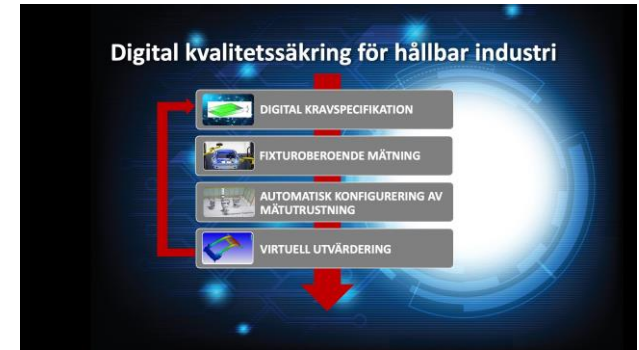 Digital kvalitetssäkring för hållbar industri
DIGITAL KRAVSPECIFIKATION
FIXTUROBEROENDE MÄTNING
AUTOMATISK KONFIGURERING AV
MÄTUTRUSTNING
VIRTUELL UTVÄRDERING